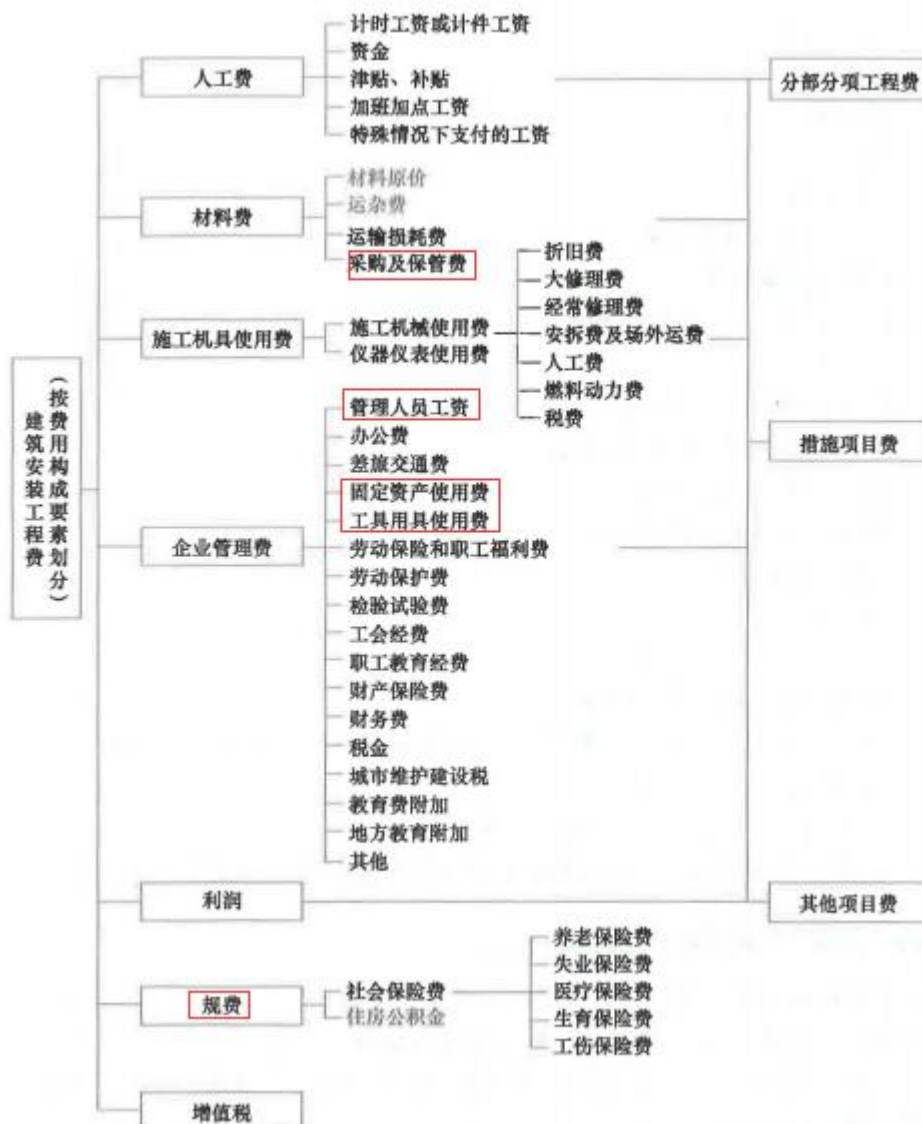 建筑安装工程费
（按费用构成要素划分）
人工费
计时工资或计件工资
资金
津贴、补贴
加班加点工资
特殊情况下支付的工资
材料费
材料原价
运杂费
运输损耗费
采购及保管费
施工机具使用费
施工机械使用费
仪器仪表使用费
折旧费
大修理费
经常修理费
安拆费及场外运费
人工费
燃料动力费
税费
企业管理费
管理人员工资
办公费
差旅交通费
固定资产使用费
工具用具使用费
劳动保险和职工福利费
劳动保护费
检验试验费
工会经费
职工教育经费
财产保险费
财务费
税金
城市维护建设税
教育费附加
地方教育附加
其他
利润
规费
社会保险费
住房公积金
养老保险费
失业保险费
医疗保险费
生育保险费
工伤保险费
增值税
分部分项工程费
措施项目费
其他项目费